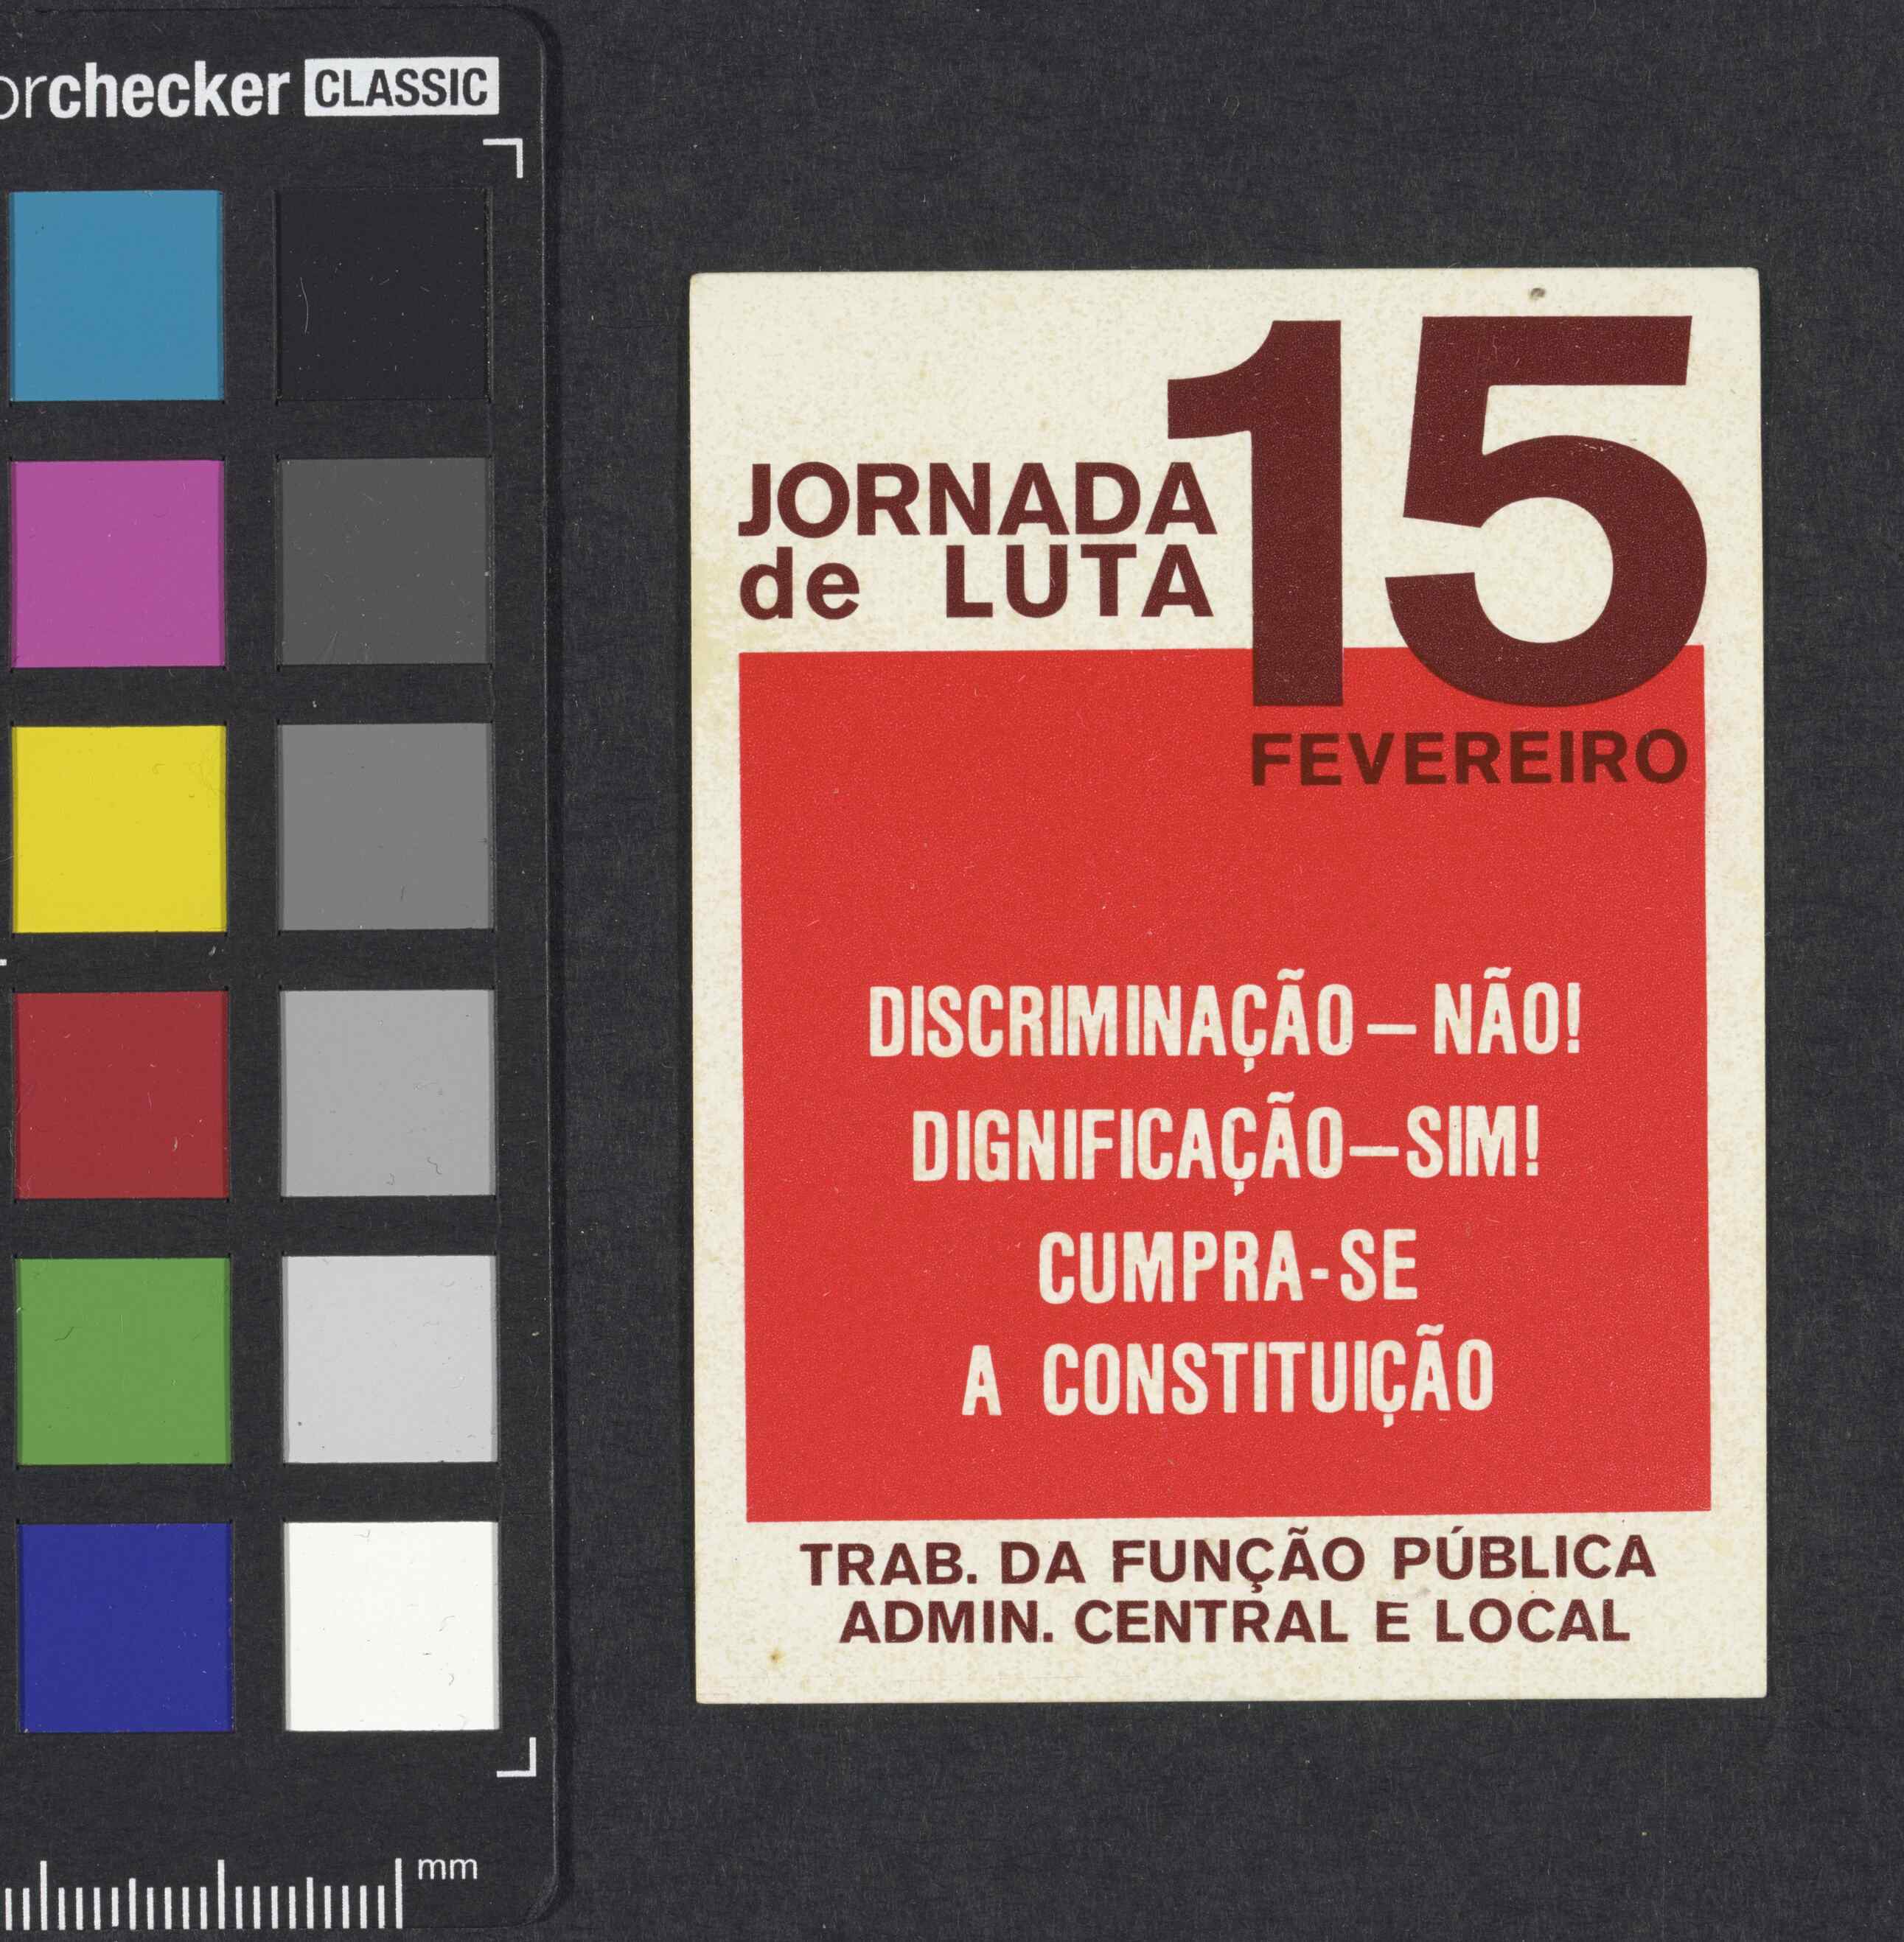 checker CLASSIC
15
JORNADA
de LUTA
FEVEREIRO
DISCRIMINAÇÃO — NÃO!
DIGNIFICAÇÃO — SIM!
CUMPRA-SE
A CONSTITUIÇÃO
TRAB. DA FUNÇÃO PÚBLICA
ADMIN. CENTRAL E LOCAL
mm